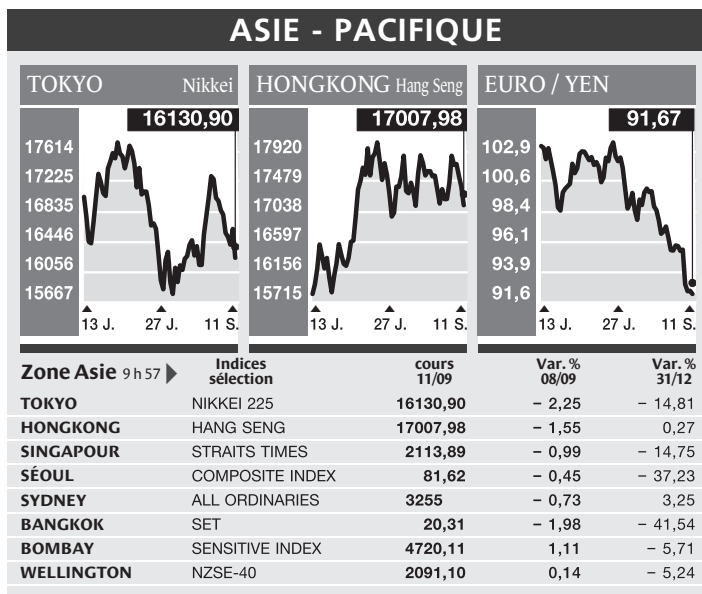 ASIE - PACIFIQUE
TOKYO Nikkei
16130,90
17614
17225
16835
16446
16056
15667
13 J. 27 J. 11 S.
HONGKONG Hang Seng
17007,98
17920
17479
17038
16597
16156
15715
13 J. 27 J. 11 S.
EURO / YEN
91,67
102,9
100,6
98,4
96,1
93,9
91,6
13 J. 27 J. 11 S.
Zone Asie 9h57 Indices sélection cours 11/09 Var. % 08/09 Var. % 31/12
TOKYO NIKKEI 225 16130,90 – 2,25 – 14,81
HONGKONG HANG SENG 17007,98 – 1,55 0,27
SINGAPOUR STRAITS TIMES 2113,89 – 0,99 – 14,75
SÉOUL COMPOSITE INDEX 81,62 – 0,45 – 37,23
SYDNEY ALL ORDINARIES 3255 – 0,73 3,25
BANGKOK SET 20,31 – 1,98 – 41,54
BOMBAY SENSITIVE INDEX 4720,11 1,11 – 5,71
WELLINGTON NZSE-40 2091,10 0,14 – 5,24